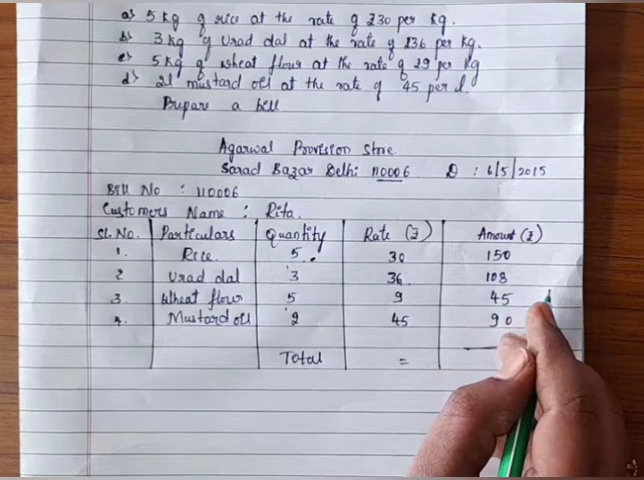 a) 5 kg of rice at the rate of ₹30 per kg.
b) 3 kg of Urad dal at the rate of ₹36 per kg.
c) 5 kg of wheat flour at the rate of ₹9 per kg
d) 2l mustard oil at the rate of 45 per l.
Prepare a bill
Agarwal Provision Store
Sarad Bazar Delhi: 110006 D : 6/5/2015
Bill No : 110006
Customers Name : Rita.
Sl. No. Particulars Quantity Rate (₹) Amount (₹)
1. Rice 5 30 150
2 Urad dal 3 36 108
3. Wheat flour 5 9 45
4. Mustard oil 2 45 90
Total =